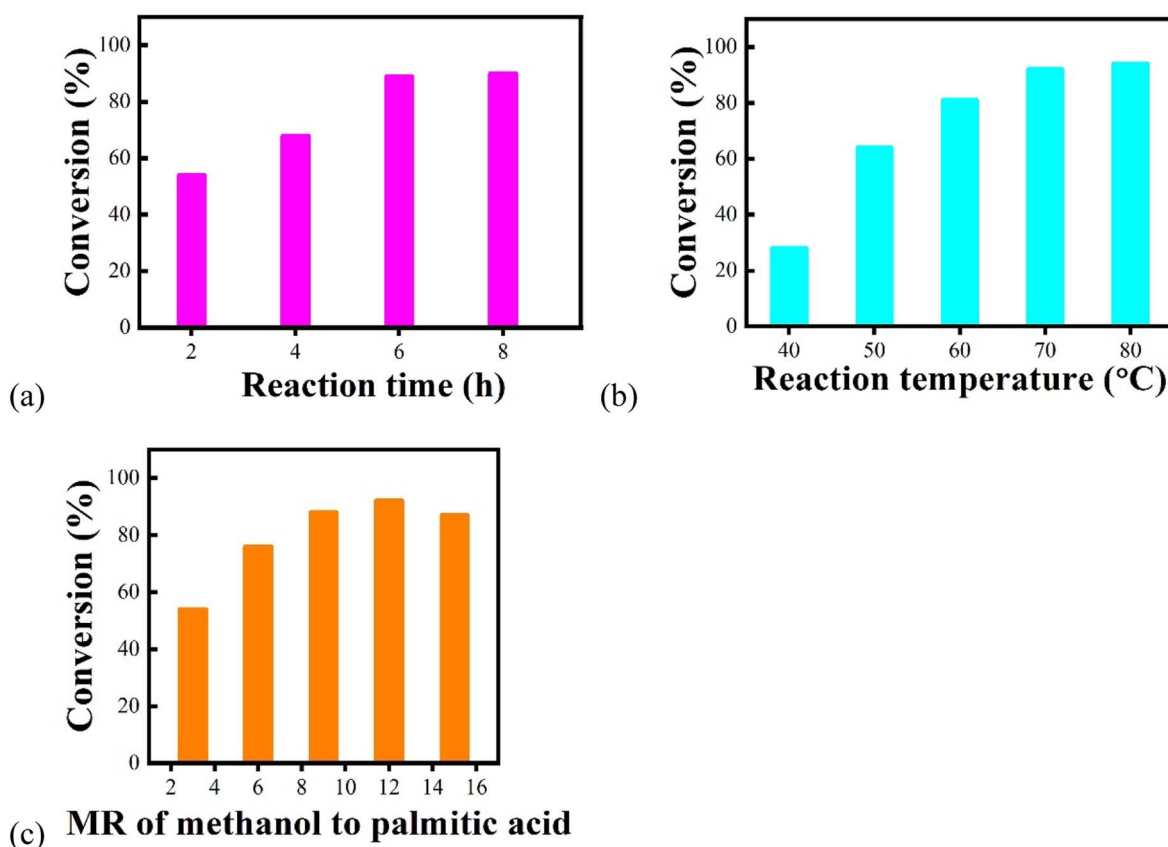 Conversion (%)
100
80
60
40
20
0
2 4 6 8
(a) Reaction time (h)
Conversion (%)
100
80
60
40
20
0
40 50 60 70 80
(b) Reaction temperature (°C)
Conversion (%)
100
80
60
40
20
0
2 4 6 8 10 12 14 16
(c) MR of methanol to palmitic acid